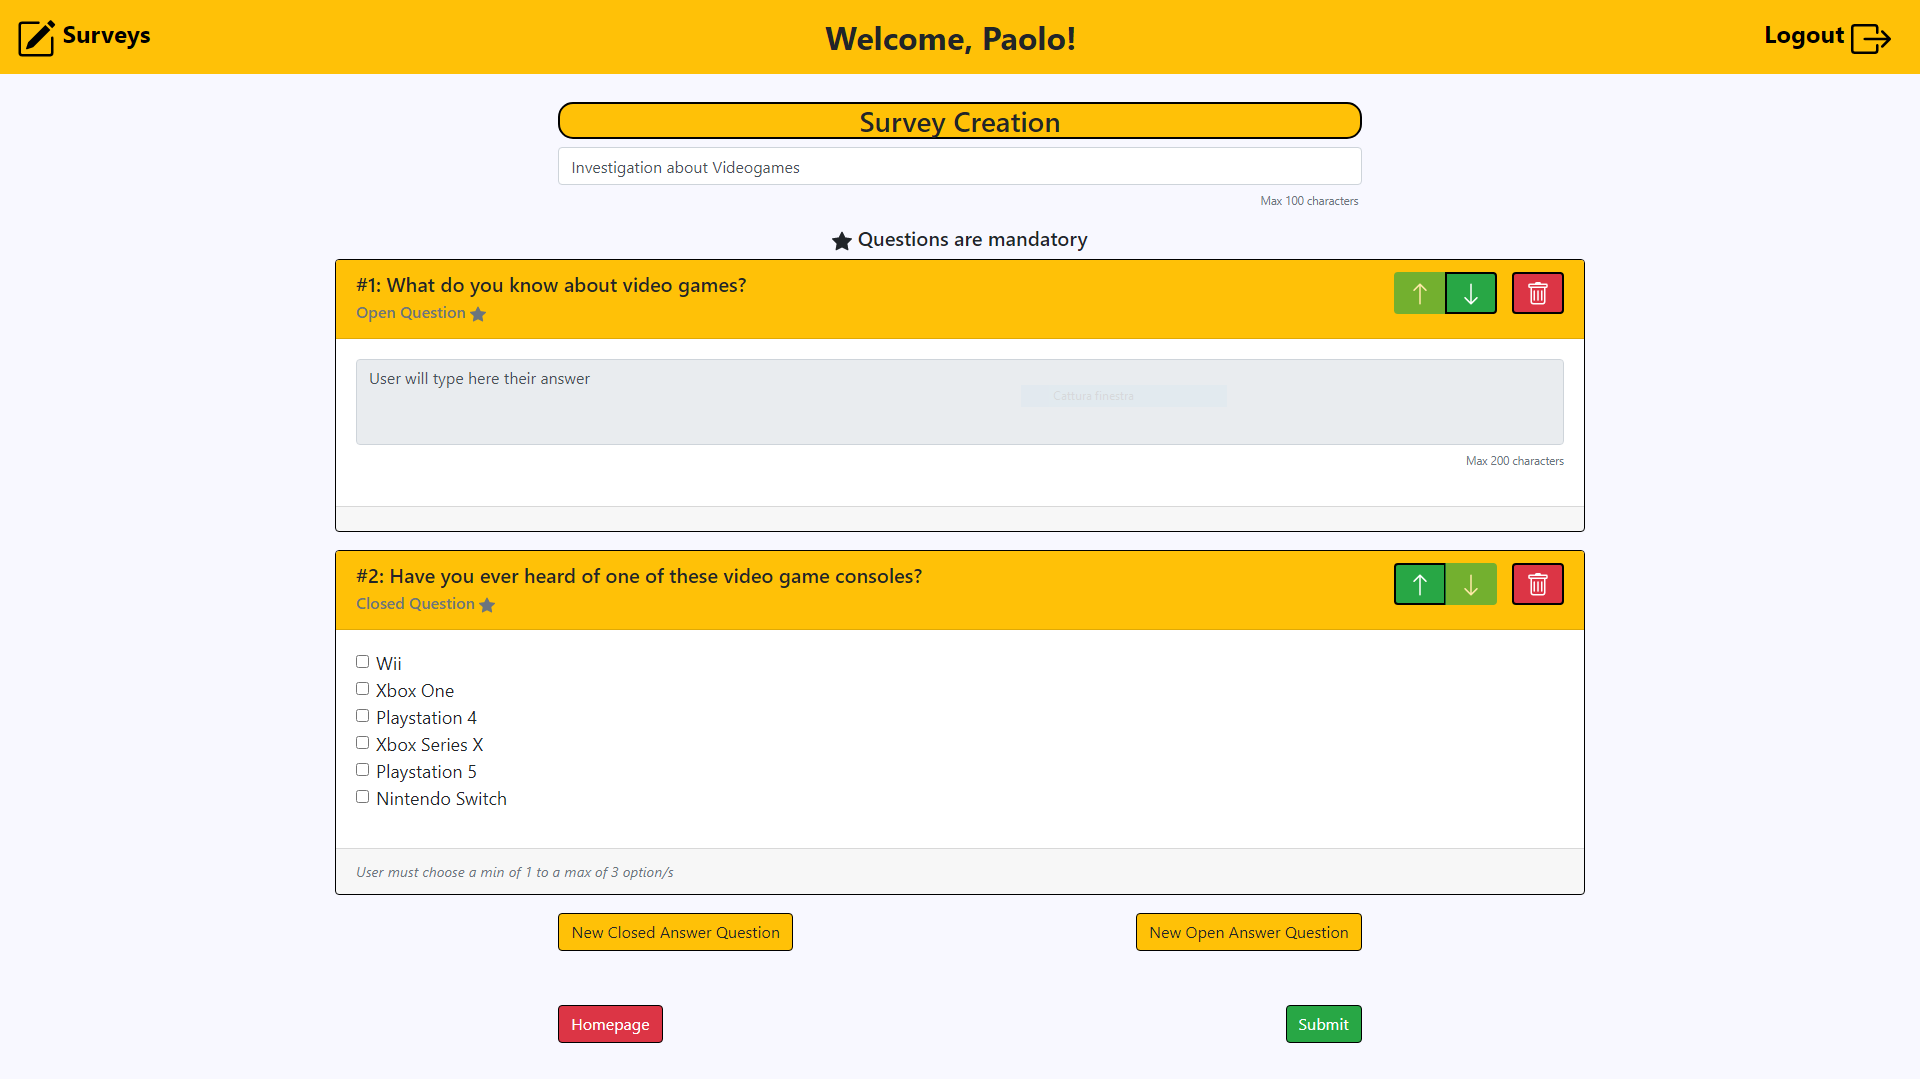 Surveys
Welcome, Paolo!
Logout
Survey Creation
Investigation about Videogames
Max 100 characters
Questions are mandatory
#1: What do you know about video games?
Open Question
User will type here their answer
Cattura finestra
Max 200 characters
#2: Have you ever heard of one of these video game consoles?
Closed Question
Wii
Xbox One
Playstation 4
Xbox Series X
Playstation 5
Nintendo Switch
User must choose a min of 1 to a max of 3 option/s
New Closed Answer Question
New Open Answer Question
Homepage
Submit